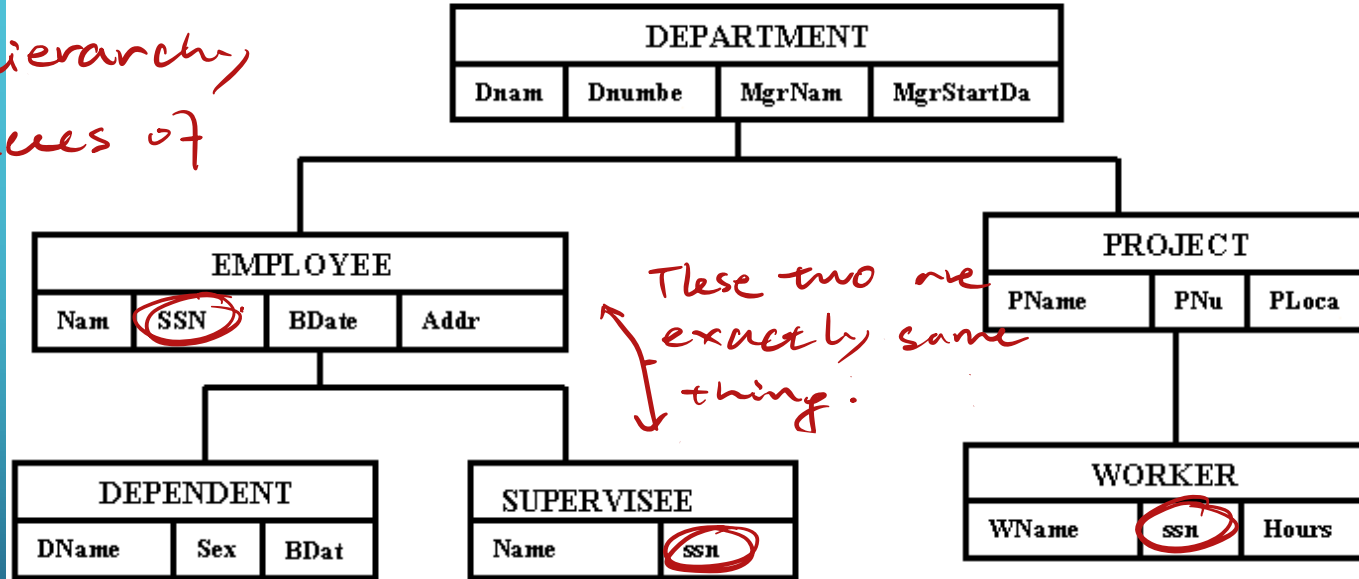 ierarchy
ues of
DEPARTMENT
Dnam Dnumbe MgrNam MgrStartDa
EMPLOYEE
Nam SSN BDate Addr
These two are
exactly same
thing.
PROJECT
PName PNu PLoca
DEPENDENT
DName Sex BDat
SUPERVISEE
Name ssn
WORKER
WName ssn Hours